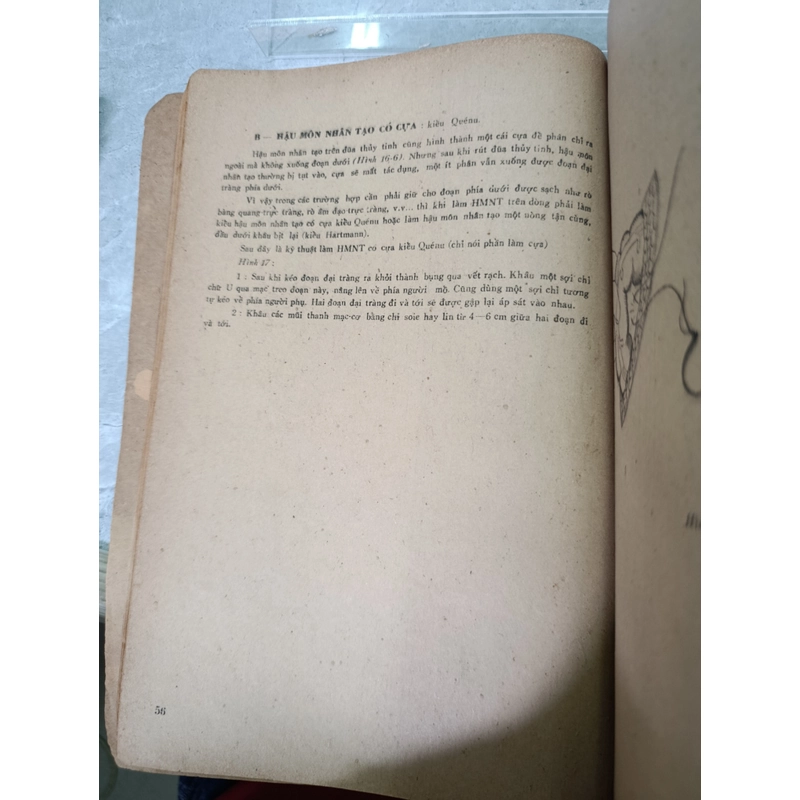 B — HẬU MÔN NHÂN TẠO CÓ CỰA : kiểu Quénu.
Hậu môn nhân tạo trên đũa thủy tinh cũng hình thành một cái cựa để phân chỉ ra
ngoài mà không xuống đoạn dưới (Hình 16-6). Nhưng sau khi rút đũa thủy tinh, hậu môn
nhân tạo thường bị tụt vào, cựa sẽ mất tác dụng, một ít phân vẫn xuống được đoạn đại
tràng phía dưới.
Vì vậy trong các trường hợp cần phải giữ cho đoạn phía dưới được sạch như rò
bàng quang trực tràng, rò âm đạo trực tràng, v.v... thì khi làm HMNT trên dòng phải làm
kiểu hậu môn nhân tạo có cựa kiểu Quénu hoặc làm hậu môn nhân tạo một nòng tận cùng,
đầu dưới khâu bịt lại (kiểu Hartmann).
Sau đây là kỹ thuật làm HMNT có cựa kiểu Quénu (chỉ nói phần làm cựa)
Hình 17 :
1 : Sau khi kéo đoạn đại tràng ra khỏi thành bụng qua vết rạch. Khâu một sợi chỉ
chữ U qua mạc treo đoạn này, nâng lên về phía người mổ. Cũng dùng một sợi chỉ tương
tự kéo về phía người phụ. Hai đoạn đại tràng đi và tới sẽ được gập lại áp sát vào nhau.
2 : Khâu các mũi thanh mạc-cơ bằng chỉ soie hay lin từ 4—6 cm giữa hai đoạn đi
và tới.
56